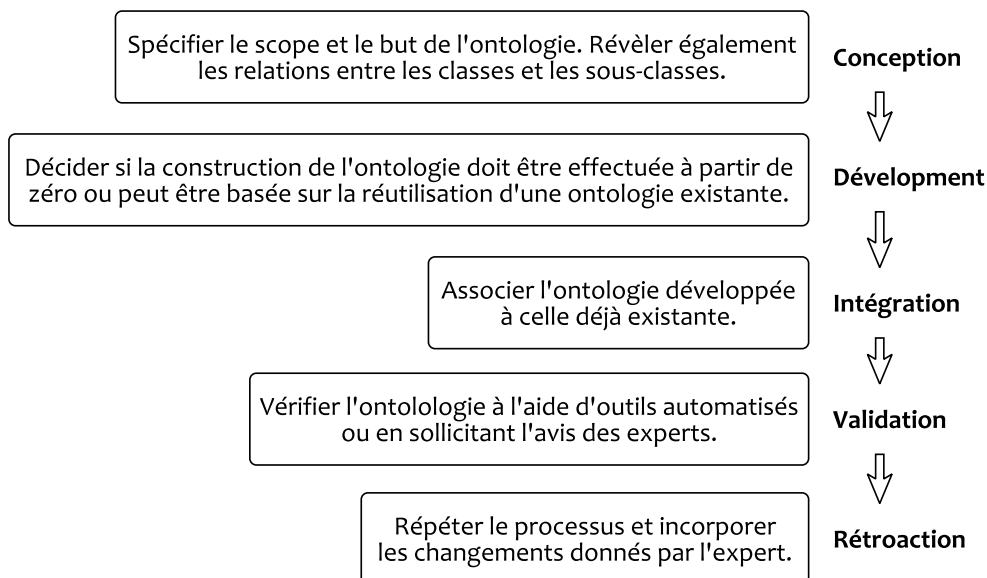 Spécifier le scope et le but de l'ontologie. Révèler également
les relations entre les classes et les sous-classes.
Conception
Décider si la construction de l'ontologie doit être effectuée à partir de
zéro ou peut être basée sur la réutilisation d'une ontologie existante.
Dévelopment
Associer l'ontologie développée
à celle déjà existante.
Intégration
Vérifier l'ontolologie à l'aide d'outils automatisés
ou en sollicitant l'avis des experts.
Validation
Répéter le processus et incorporer
les changements donnés par l'expert.
Rétroaction